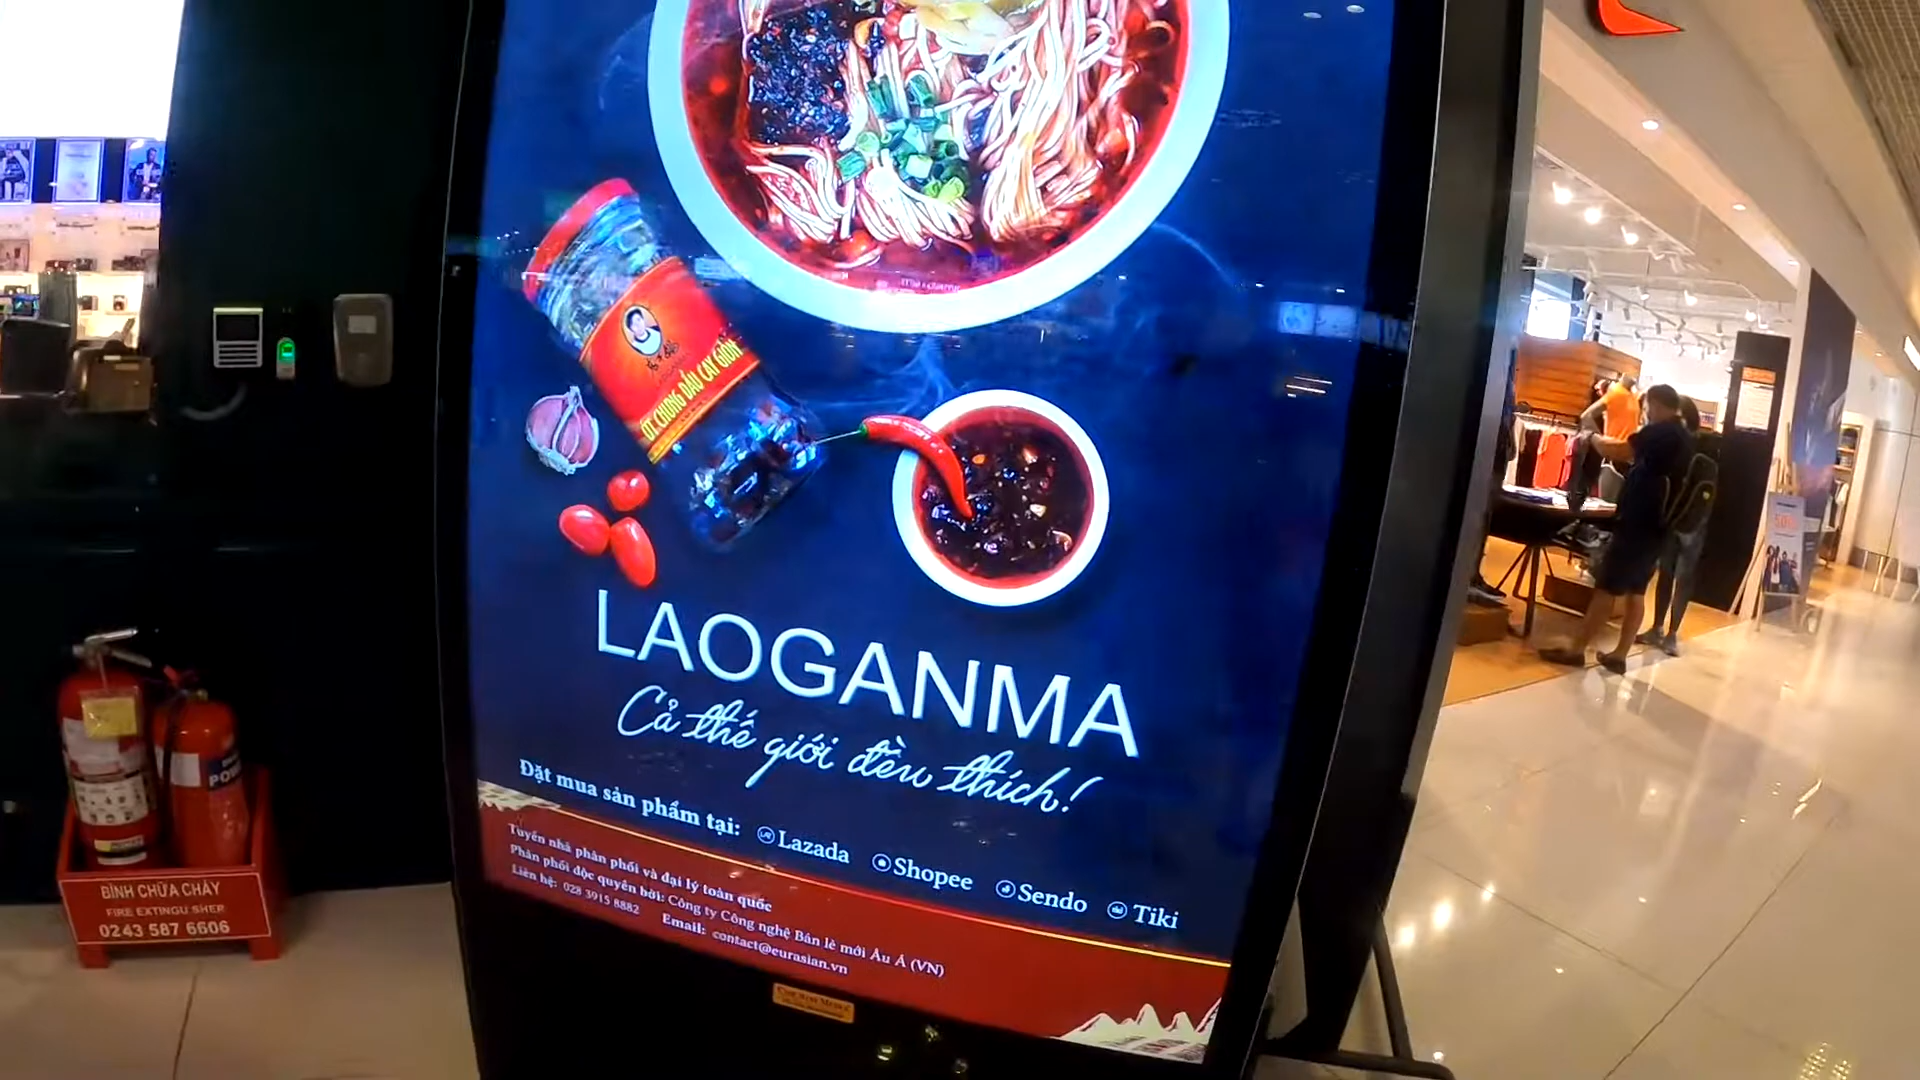 ỚT CHƯNG DẦU CAY GIÒN
LAOGANMA
Cả thế giới đều thích!
Đặt mua sản phẩm tại: Lazada Shopee Sendo Tiki
Tuyển nhà phân phối và đại lý toàn quốc
Phân phối độc quyền bởi: Công ty Công nghệ Bán lẻ mới Âu Á (VN)
Liên hệ: 028 3915 8882 Email: contact@eurasian.vn
BÌNH CHỮA CHÁY
FIRE EXTINGU SHER
0243 587 6606